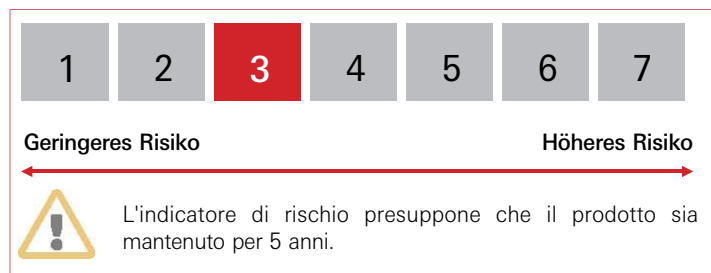 1 2 3 4 5 6 7
Geringeres Risiko Höheres Risiko
L'indicatore di rischio presuppone che il prodotto sia
mantenuto per 5 anni.